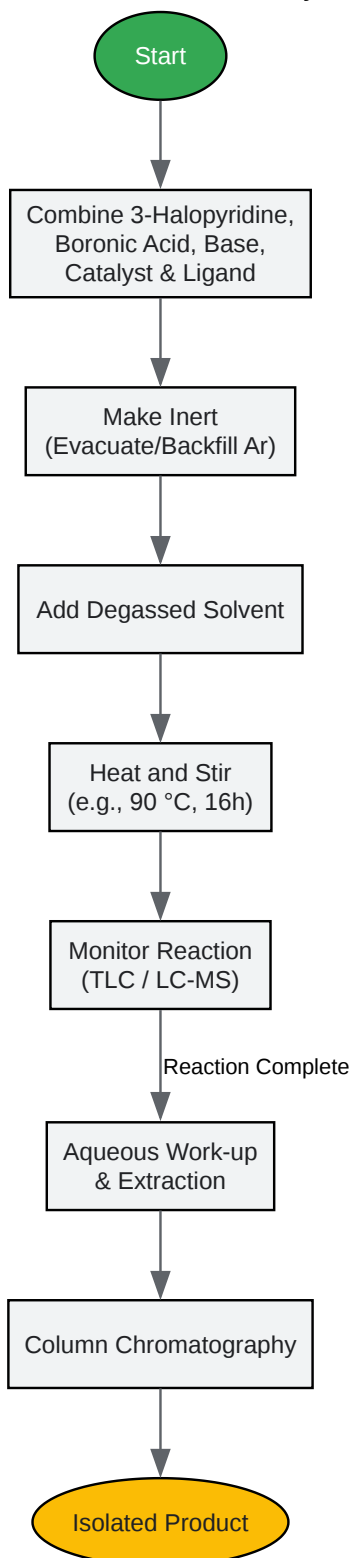 Start
Combine 3-Halopyridine,
Boronic Acid, Base,
Catalyst & Ligand
Make Inert
(Evacuate/Backfill Ar)
Add Degassed Solvent
Heat and Stir
(e.g., 90 °C, 16h)
Monitor Reaction
(TLC / LC-MS)
Reaction Complete
Aqueous Work-up
& Extraction
Column Chromatography
Isolated Product